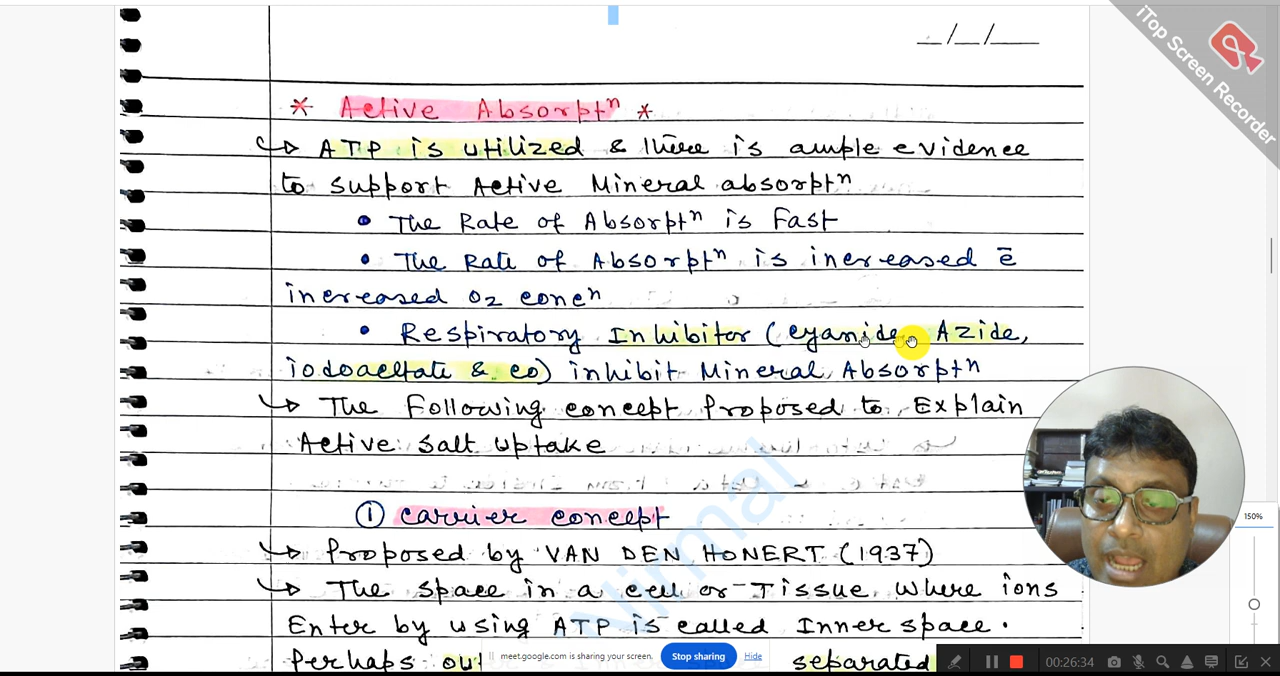 _/_/__
iTop Screen Recorder
* Active Absorptⁿ *
↳ ATP is utilized & there is ample evidence
to support Active Mineral absorptⁿ
• The Rate of Absorptⁿ is Fast
• The Rate of Absorptⁿ is increased c̄
increased O2 concⁿ
• Respiratory Inhibitor (cyanide, Azide,
iodoacetate & co) inhibit Mineral Absorptⁿ
↳ The Following concept Proposed to Explain
Active salt uptake
① carrier concept
↳ Proposed by VAN DEN HONERT (1937)
↳ The space in a cell or Tissue where ions
Enter by using ATP is called Inner space.
Perhaps out separated
Nirmal
150%
meet.google.com is sharing your screen. Stop sharing Hide
00:26:34